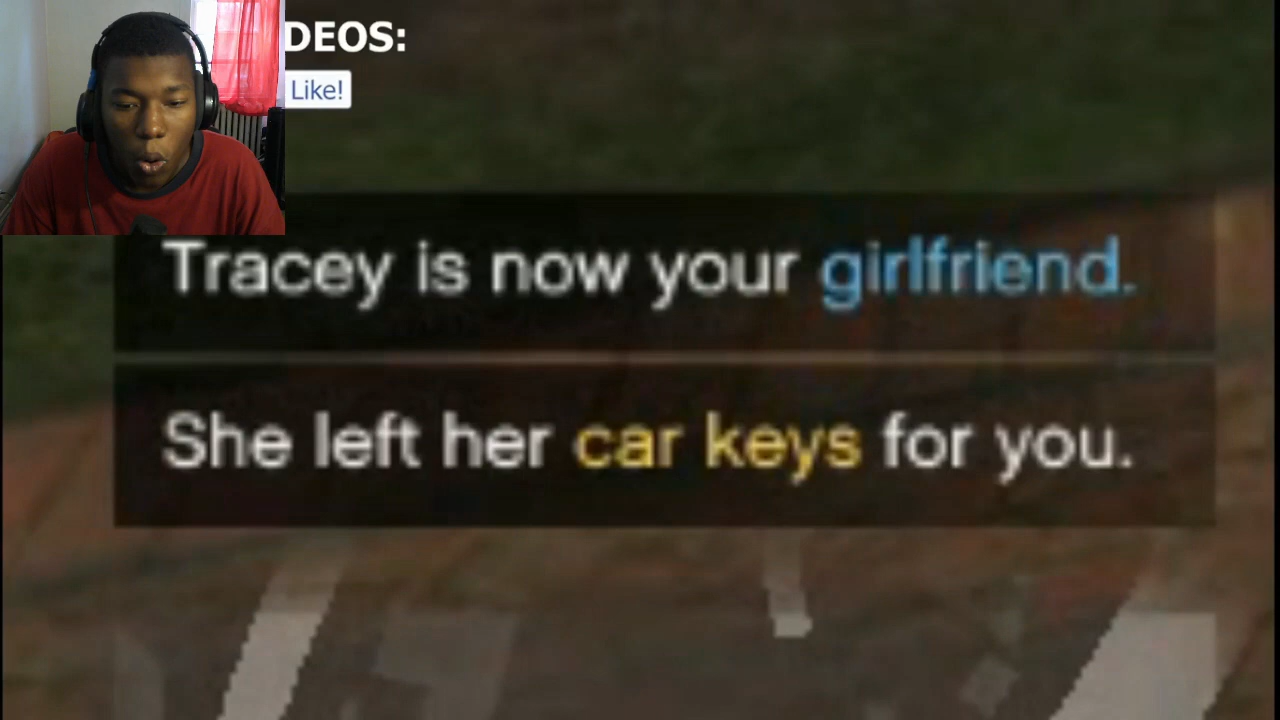 DEOS:
Like!
Tracey is now your girlfriend.
She left her car keys for you.